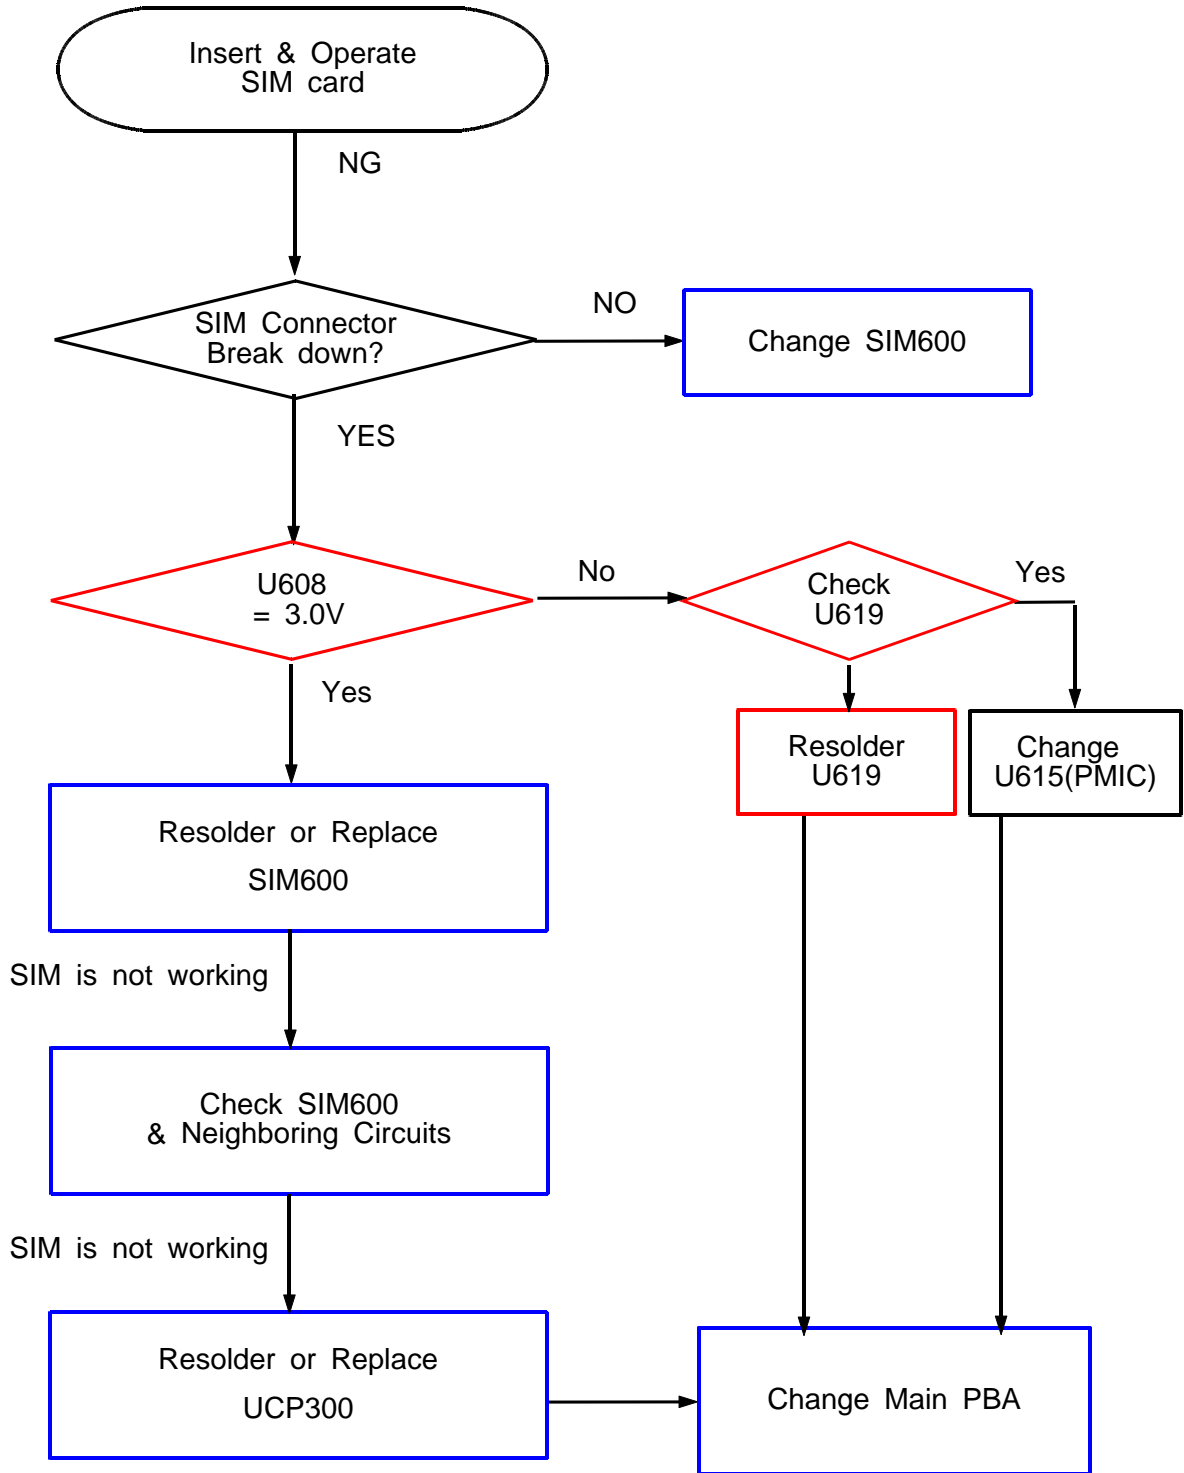 Insert & Operate
SIM card
NG
SIM Connector
Break down?
NO
Change SIM600
YES
U608
= 3.0V
No
Check
U619
Yes
Yes
Resolder
U619
Change
U615(PMIC)
Resolder or Replace
SIM600
SIM is not working
Check SIM600
& Neighboring Circuits
SIM is not working
Resolder or Replace
UCP300
Change Main PBA